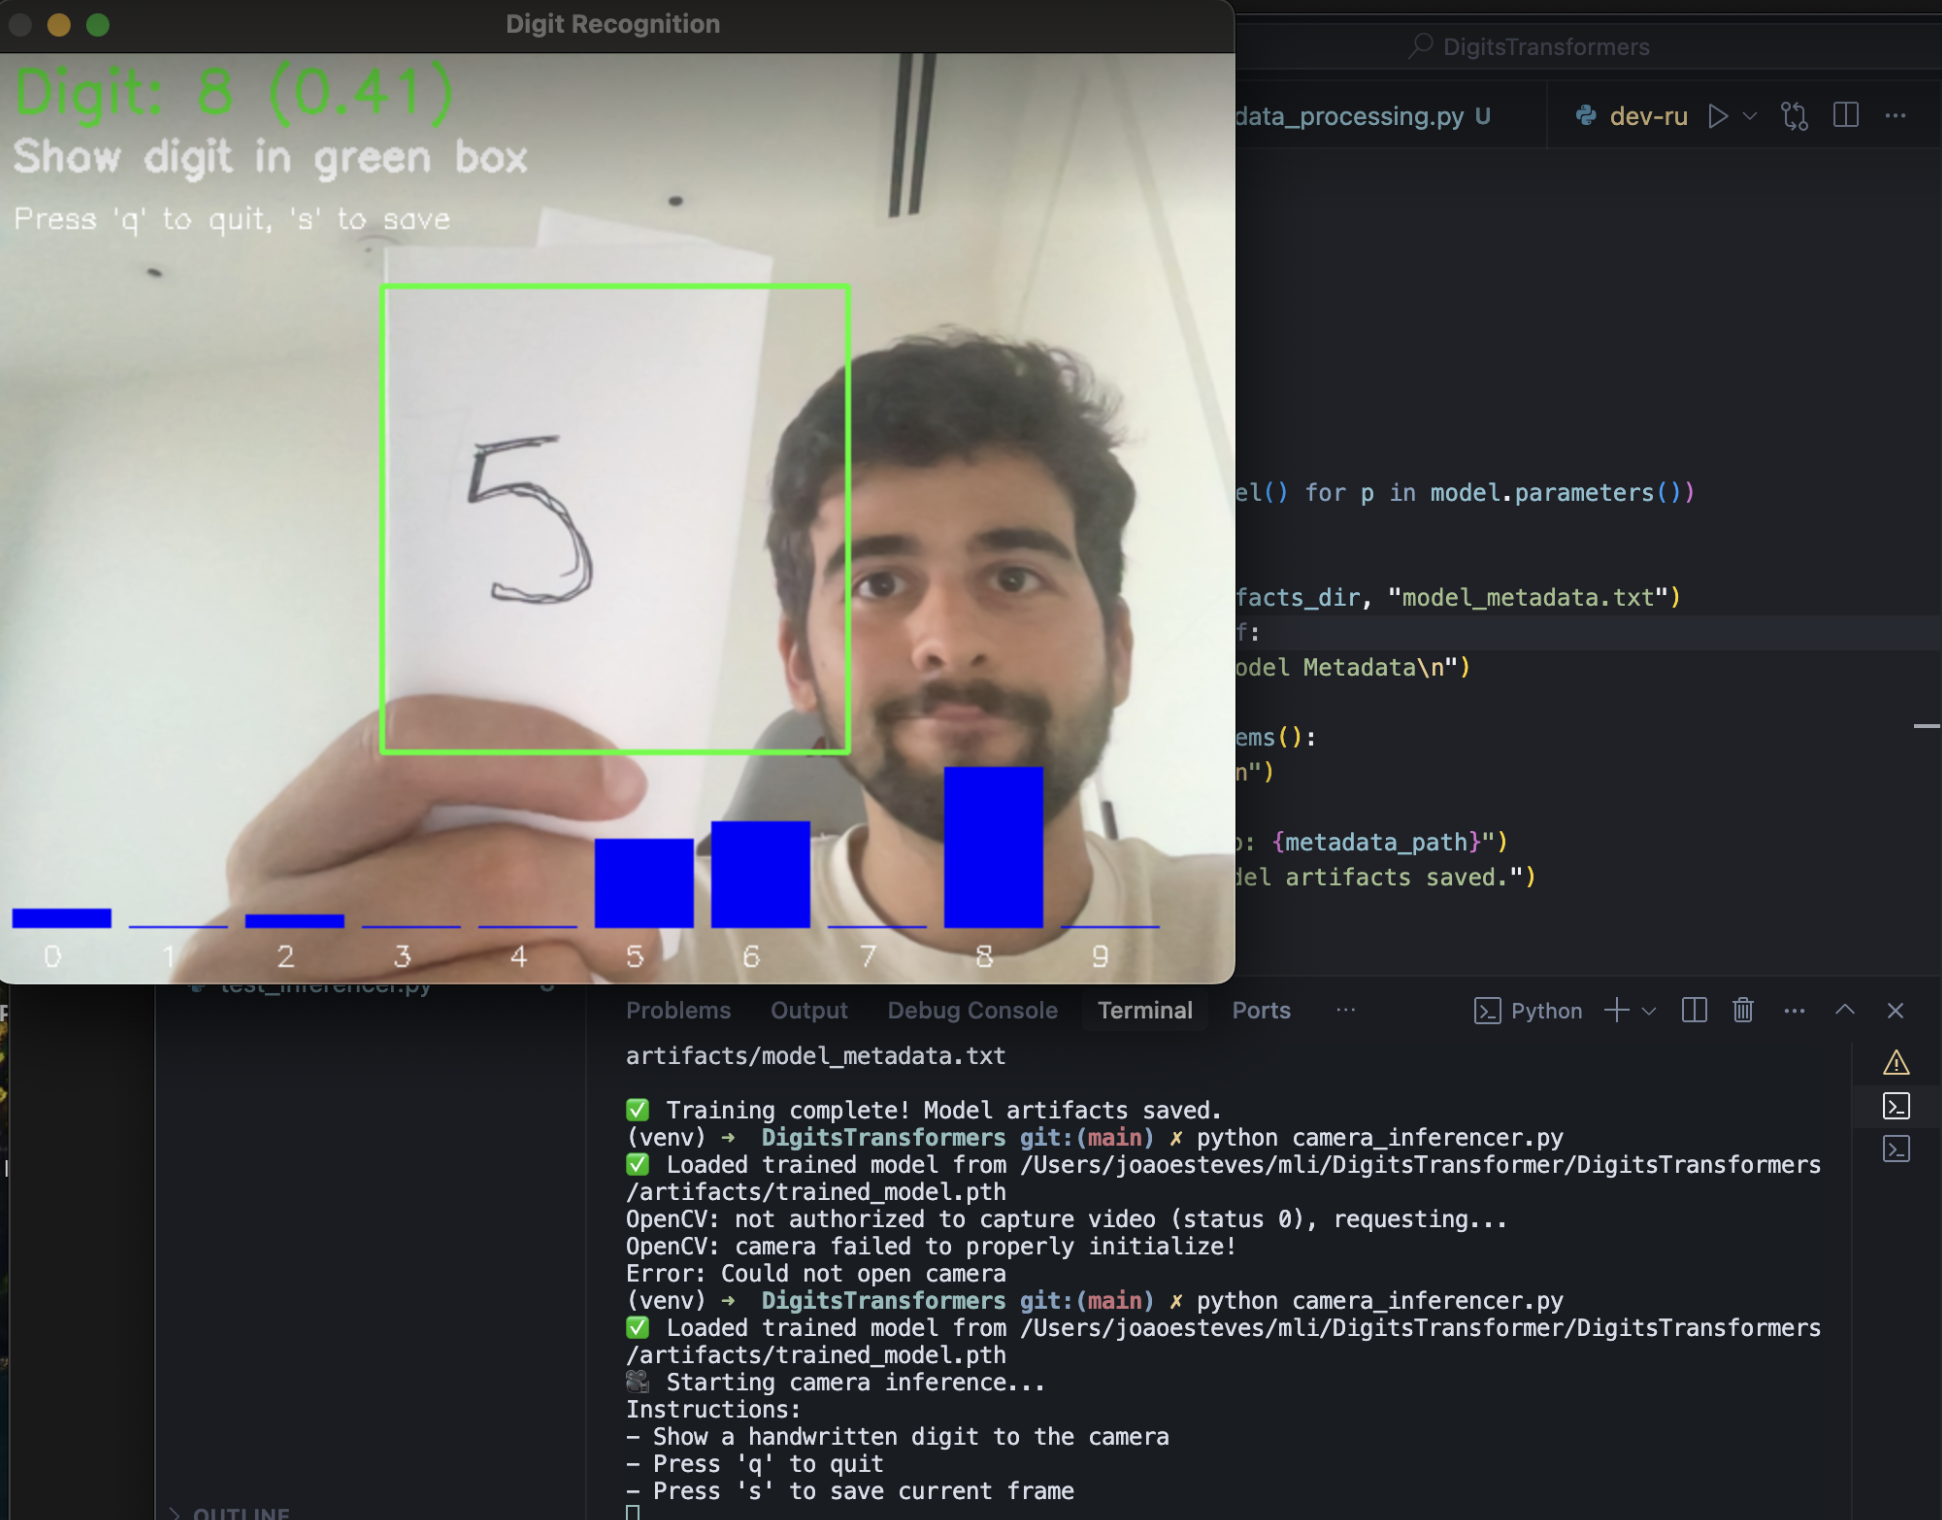 Digit Recognition
Digit: 8 (0.41)
Show digit in green box
Press 'q' to quit, 's' to save
5
0 1 2 3 4 5 6 7 8 9
DigitsTransformers
data_processing.py U
dev-ru
el() for p in model.parameters())
facts_dir, "model_metadata.txt")
f:
odel Metadata\n")
ems():
n")
o: {metadata_path}")
del artifacts saved.")
test_inferencer.py U
OUTLINE
Problems Output Debug Console Terminal Ports
Python
artifacts/model_metadata.txt
✅ Training complete! Model artifacts saved.
(venv) ➜ DigitsTransformers git:(main) ✗ python camera_inferencer.py
✅ Loaded trained model from /Users/joaoesteves/mli/DigitsTransformer/DigitsTransformers
/artifacts/trained_model.pth
OpenCV: not authorized to capture video (status 0), requesting...
OpenCV: camera failed to properly initialize!
Error: Could not open camera
(venv) ➜ DigitsTransformers git:(main) ✗ python camera_inferencer.py
✅ Loaded trained model from /Users/joaoesteves/mli/DigitsTransformer/DigitsTransformers
/artifacts/trained_model.pth
🎥 Starting camera inference...
Instructions:
- Show a handwritten digit to the camera
- Press 'q' to quit
- Press 's' to save current frame